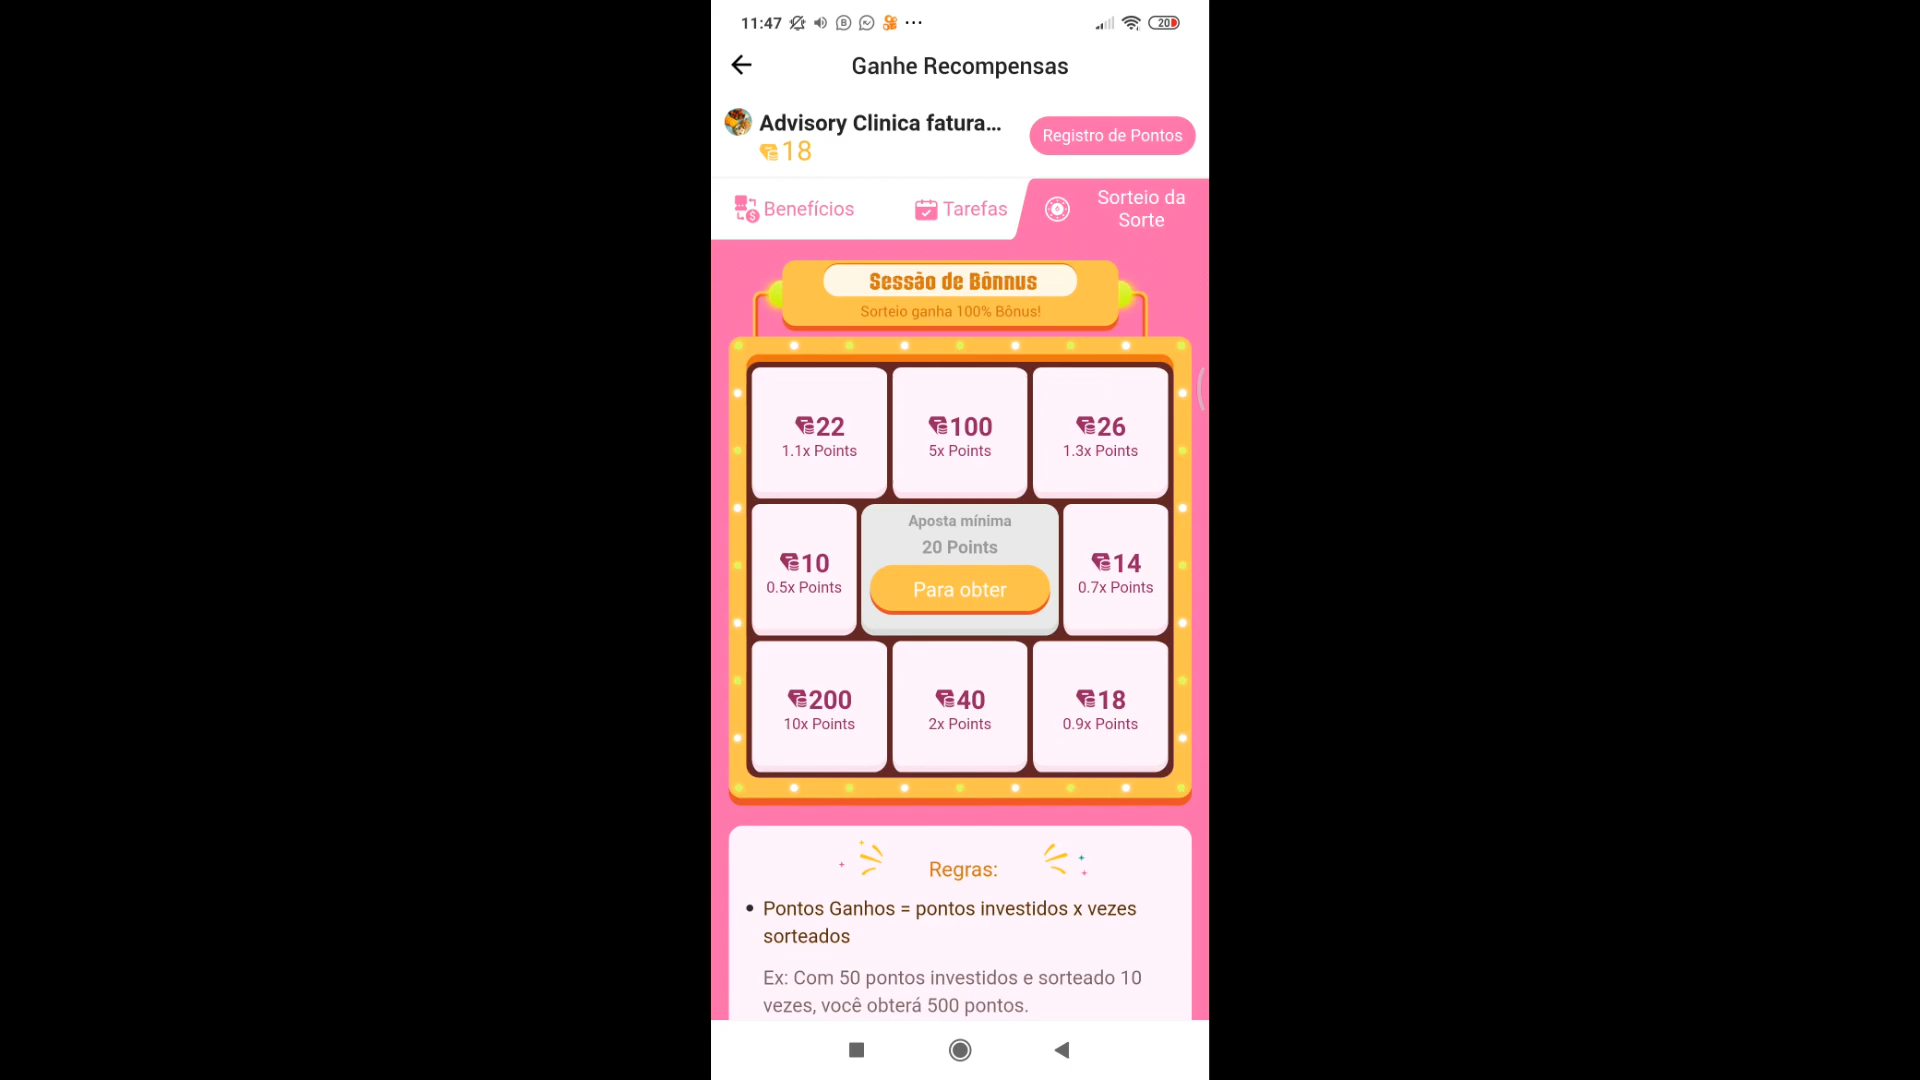 11:47
20
Ganhe Recompensas
Advisory Clinica fatura...
18
Registro de Pontos
Benefícios
Tarefas
Sorteio da
Sorte
Sessão de Bônnus
Sorteio ganha 100% Bônus!
22
1.1x Points
100
5x Points
26
1.3x Points
10
0.5x Points
Aposta mínima
20 Points
Para obter
14
0.7x Points
200
10x Points
40
2x Points
18
0.9x Points
Regras:
• Pontos Ganhos = pontos investidos x vezes
sorteados
Ex: Com 50 pontos investidos e sorteado 10
vezes, você obterá 500 pontos.